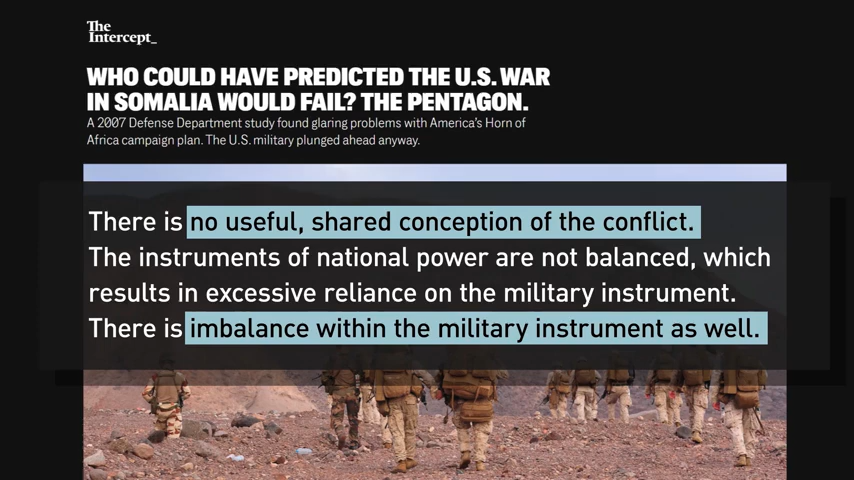 The
Intercept_
WHO COULD HAVE PREDICTED THE U.S. WAR
IN SOMALIA WOULD FAIL? THE PENTAGON.
A 2007 Defense Department study found glaring problems with America's Horn of
Africa campaign plan. The U.S. military plunged ahead anyway.
There is no useful, shared conception of the conflict.
The instruments of national power are not balanced, which
results in excessive reliance on the military instrument.
There is imbalance within the military instrument as well.